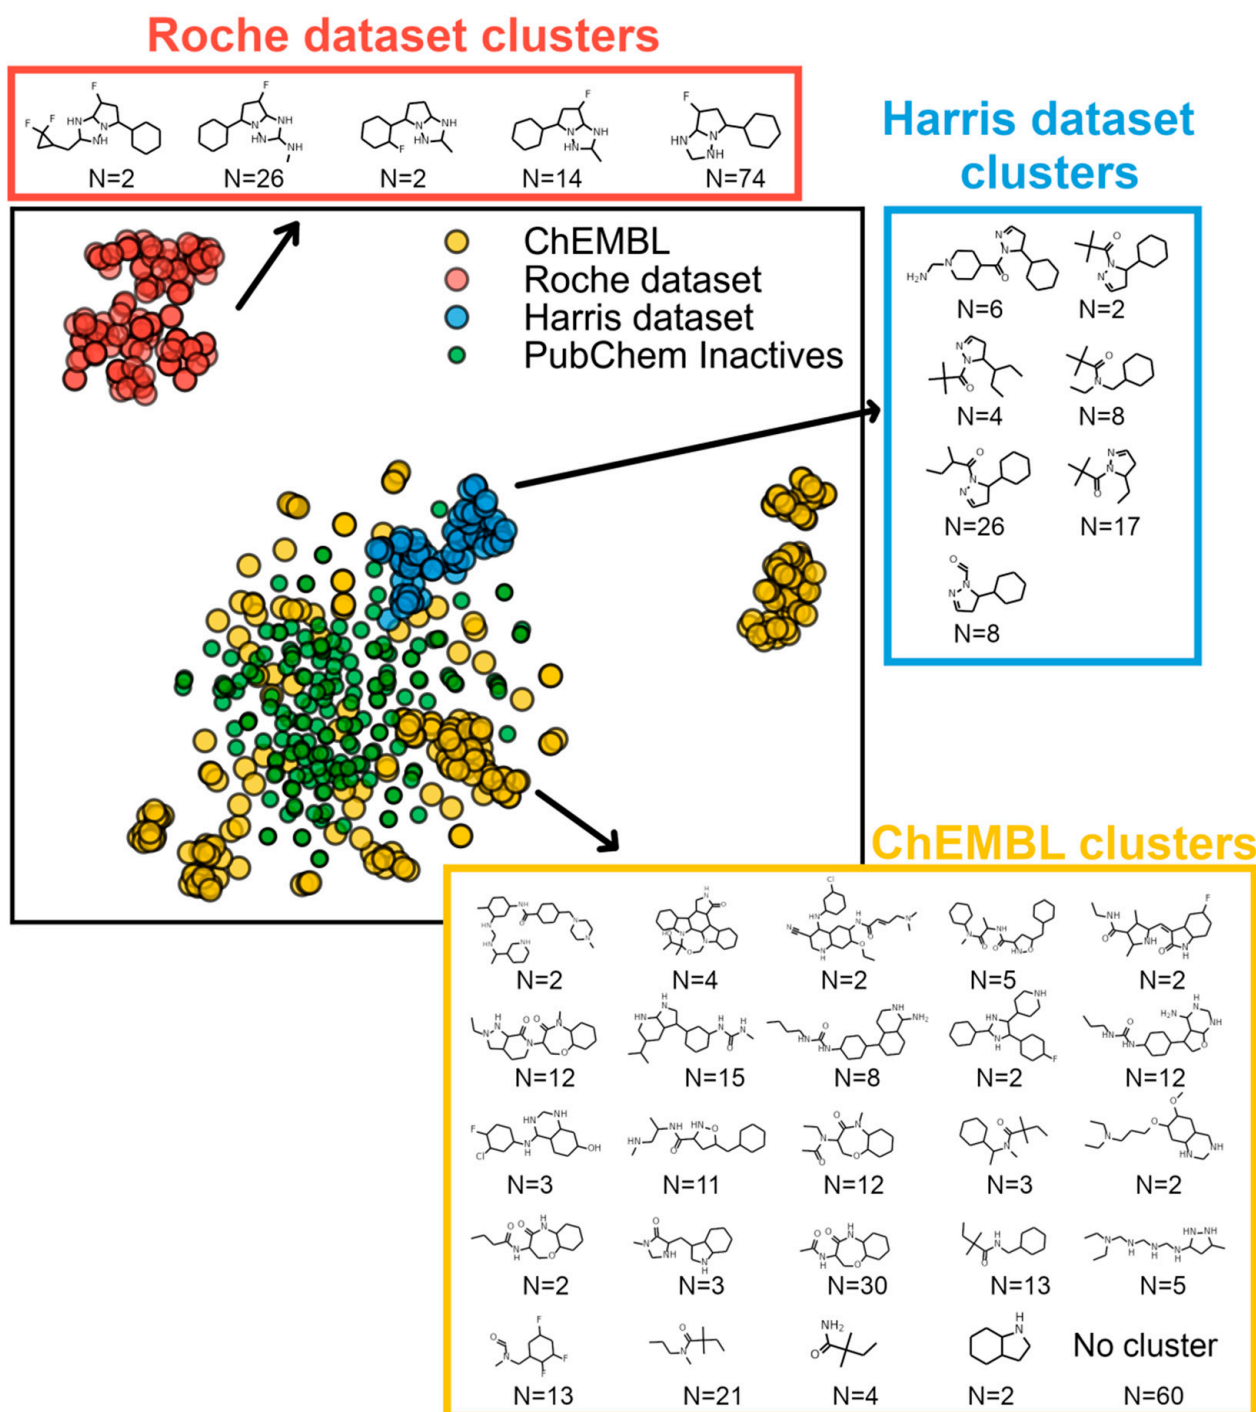 Roche dataset clusters
N=2 N=26 N=2 N=14 N=74
Harris dataset
clusters
ChEMBL
Roche dataset
Harris dataset
PubChem Inactives
N=6 N=2
N=4 N=8
N=26 N=17
N=8
ChEMBL clusters
N=2 N=4 N=2 N=5 N=2
N=12 N=15 N=8 N=2 N=12
N=3 N=11 N=12 N=3 N=2
N=2 N=3 N=30 N=13 N=5
No cluster
N=13 N=21 N=4 N=2 N=60